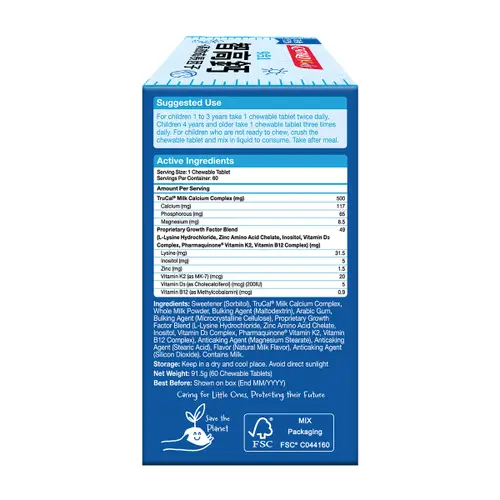 智高鈣
Suggested Use
For children 1 to 3 years take 1 chewable tablet twice daily.
Children 4 years and older take 1 chewable tablet three times
daily. For children who are not ready to chew, crush the
chewable tablet and mix in liquid to consume. Take after meal.
Active Ingredients
Serving Size: 1 Chewable Tablet
Servings Per Container: 60
Amount Per Serving
TruCal® Milk Calcium Complex (mg) 500
Calcium (mg) 117
Phosphorous (mg) 65
Magnesium (mg) 8.5
Proprietary Growth Factor Blend 49
(L-Lysine Hydrochloride, Zinc Amino Acid Chelate, Inositol, Vitamin D3
Complex, Pharmaquinone® Vitamin K2, Vitamin B12 Complex) (mg)
Lysine (mg) 31.5
Inositol (mg) 5
Zinc (mg) 1.5
Vitamin K2 (as MK-7) (mcg) 20
Vitamin D3 (as Cholecalciferol) (mcg) (200IU) 5
Vitamin B12 (as Methylcobalamin) (mcg) 0.9
Ingredients: Sweetener (Sorbitol), TruCal® Milk Calcium Complex,
Whole Milk Powder, Bulking Agent (Maltodextrin), Arabic Gum,
Bulking Agent (Microcrystalline Cellulose), Proprietary Growth
Factor Blend (L-Lysine Hydrochloride, Zinc Amino Acid Chelate,
Inositol, Vitamin D3 Complex, Pharmaquinone® Vitamin K2, Vitamin
B12 Complex), Anticaking Agent (Magnesium Stearate), Anticaking
Agent (Stearic Acid), Flavor (Natural Milk Flavor), Anticaking Agent
(Silicon Dioxide). Contains Milk.
Storage: Keep in a dry and cool place. Avoid direct sunlight
Net Weight: 91.5g (60 Chewable Tablets)
Best Before: Shown on box (End MM/YYYY)
Caring for Little Ones, Protecting their Future
Save the
Planet
FSC
MIX
Packaging
FSC® C044160